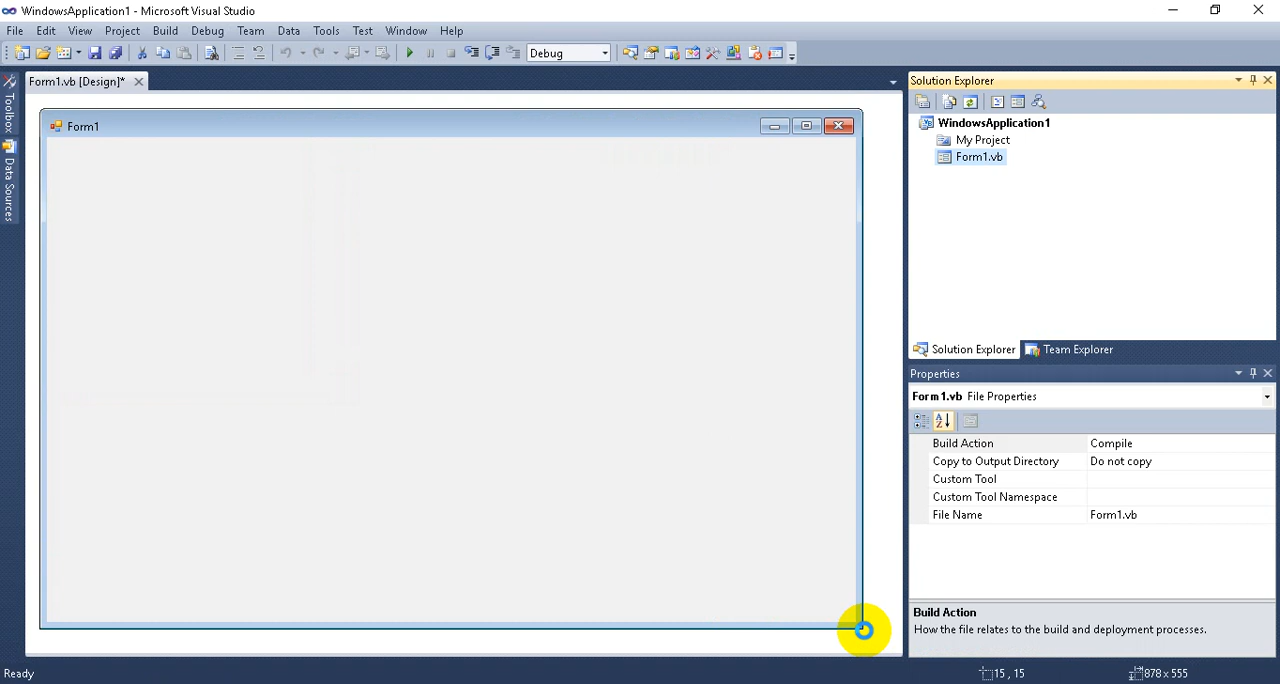 WindowsApplication1 - Microsoft Visual Studio
File Edit View Project Build Debug Team Data Tools Test Window Help
Debug
Form1.vb [Design]*
Toolbox
Data Sources
Form1
Solution Explorer
WindowsApplication1
My Project
Form1.vb
Solution Explorer Team Explorer
Properties
Form1.vb File Properties
Build Action Compile
Copy to Output Directory Do not copy
Custom Tool
Custom Tool Namespace
File Name Form1.vb
Build Action
How the file relates to the build and deployment processes.
Ready 15 , 15 878 x 555